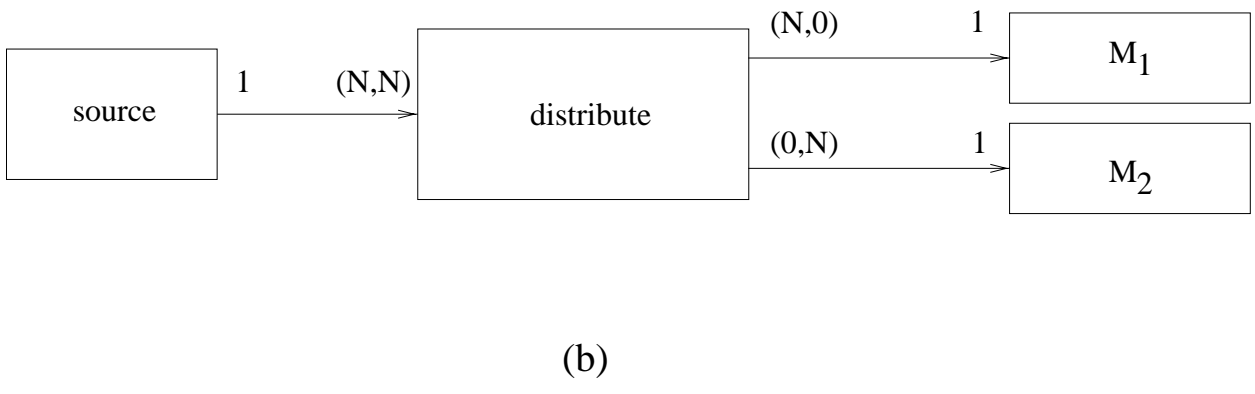 (N,0) 1 M1
source 1 (N,N) distribute
(0,N) 1 M2
(b)